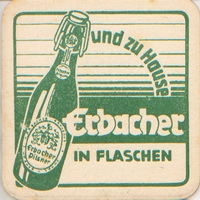 und zu Hause
Erbacher
IN FLASCHEN
Erbacher
pilsner